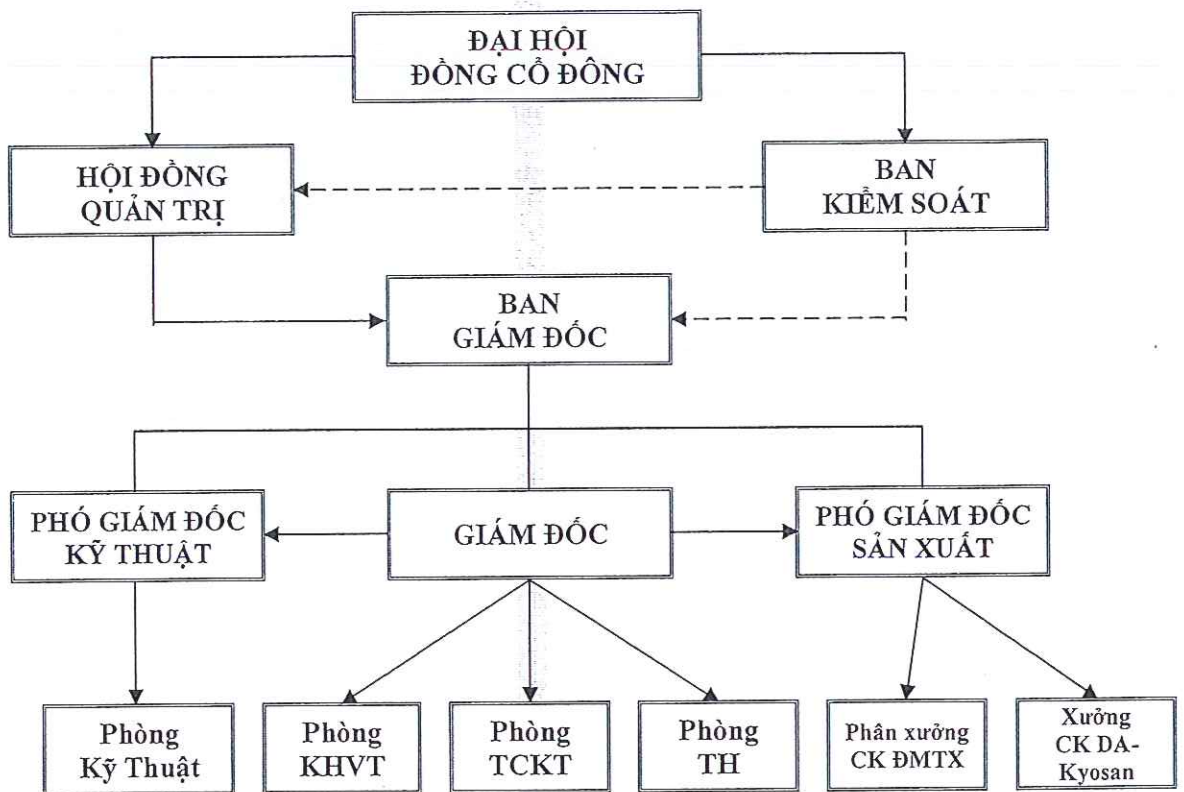 ĐẠI HỘI
ĐỒNG CỔ ĐÔNG
HỘI ĐỒNG
QUẢN TRỊ
BAN
KIỂM SOÁT
BAN
GIÁM ĐỐC
PHÓ GIÁM ĐỐC
KỸ THUẬT
GIÁM ĐỐC
PHÓ GIÁM ĐỐC
SẢN XUẤT
Phòng
Kỹ Thuật
Phòng
KHVT
Phòng
TCKT
Phòng
TH
Phân xưởng
CK ĐMTX
Xưởng
CK DA-
Kyosan